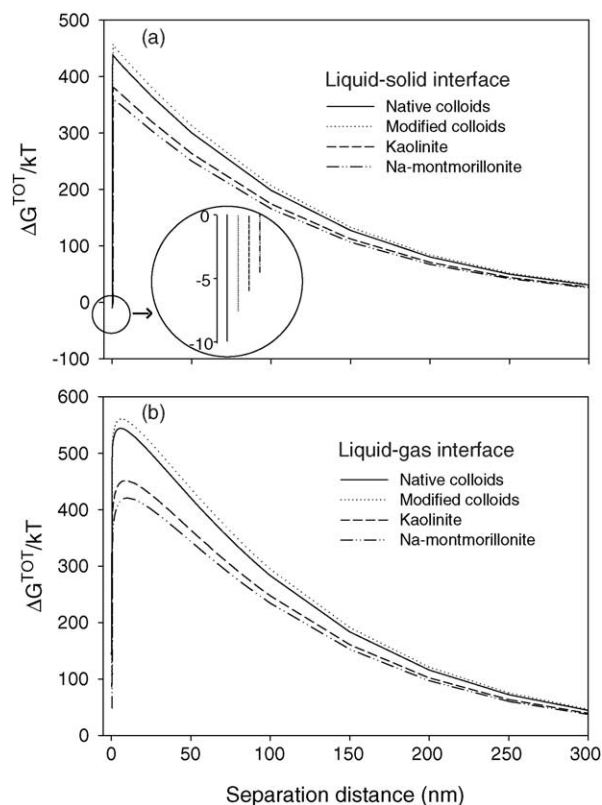 (a)
Liquid-solid interface
Native colloids
Modified colloids
Kaolinite
Na-montmorillonite
ΔG^TOT/kT
500
400
300
200
100
0
-100
0
-5
-10
(b)
Liquid-gas interface
Native colloids
Modified colloids
Kaolinite
Na-montmorillonite
ΔG^TOT/kT
600
500
400
300
200
100
0
0 50 100 150 200 250 300
Separation distance (nm)